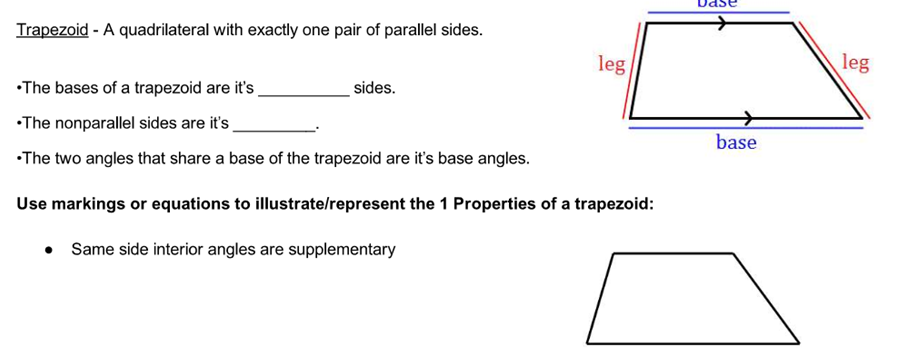 base
Trapezoid - A quadrilateral with exactly one pair of parallel sides.
leg
leg
•The bases of a trapezoid are it's __________ sides.
•The nonparallel sides are it's _________.
base
•The two angles that share a base of the trapezoid are it's base angles.
Use markings or equations to illustrate/represent the 1 Properties of a trapezoid:
● Same side interior angles are supplementary